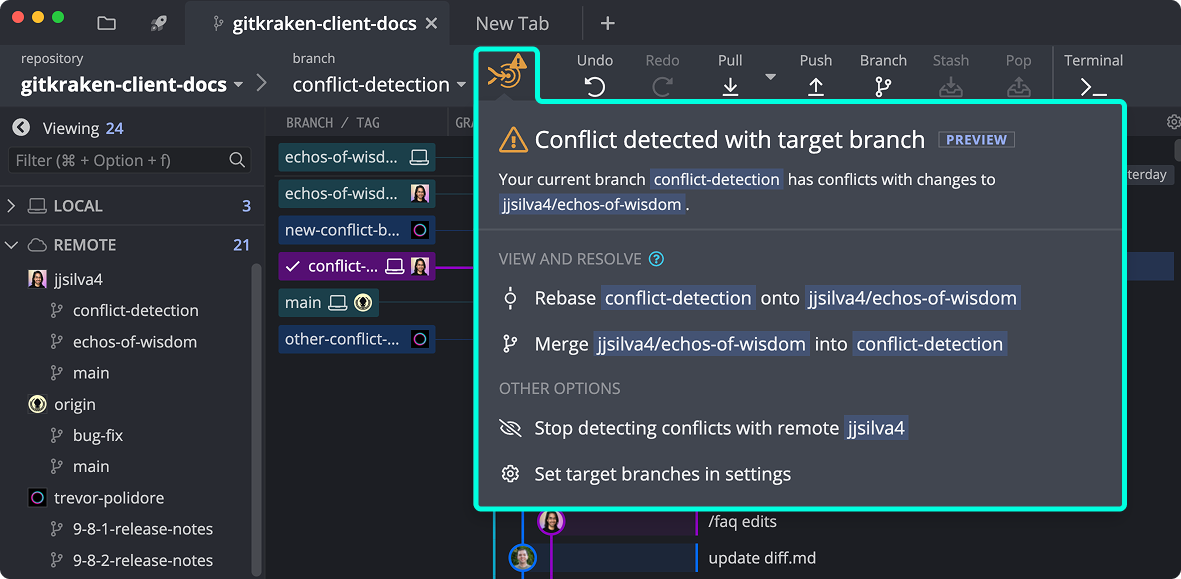 gitkraken-client-docs
New Tab
repository
gitkraken-client-docs
branch
conflict-detection
Undo
Redo
Pull
Push
Branch
Stash
Pop
Terminal
Viewing 24
Filter (⌘ + Option + f)
LOCAL 3
REMOTE 21
jjsilva4
conflict-detection
echos-of-wisdom
main
origin
bug-fix
main
trevor-polidore
9-8-1-release-notes
9-8-2-release-notes
BRANCH / TAG
GRA
echos-of-wisd...
echos-of-wisd...
new-conflict-b...
conflict-...
main
other-conflict-...
Conflict detected with target branch PREVIEW
Your current branch conflict-detection has conflicts with changes to
jjsilva4/echos-of-wisdom.
VIEW AND RESOLVE ?
Rebase conflict-detection onto jjsilva4/echos-of-wisdom
Merge jjsilva4/echos-of-wisdom into conflict-detection
OTHER OPTIONS
Stop detecting conflicts with remote jjsilva4
Set target branches in settings
terday
/faq edits
update diff.md